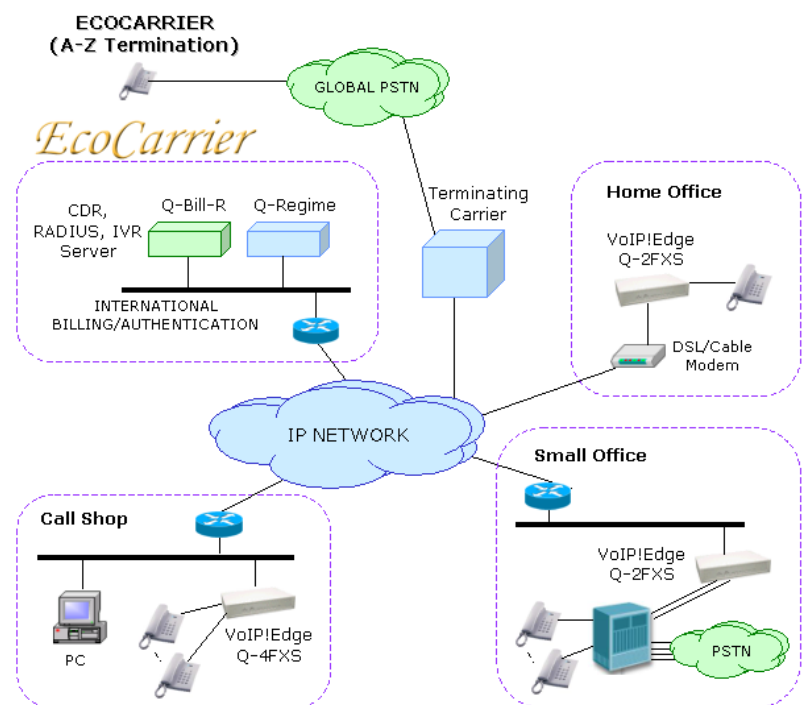 ECOCARRIER
(A-Z Termination)
GLOBAL PSTN
EcoCarrier
CDR,
RADIUS, IVR
Server
Q-Bill-R
Q-Regime
INTERNATIONAL
BILLING/AUTHENTICATION
Terminating
Carrier
Home Office
VoIP!Edge
Q-2FXS
DSL/Cable
Modem
IP NETWORK
Small Office
VoIP!Edge
Q-2FXS
PSTN
Call Shop
PC
VoIP!Edge
Q-4FXS